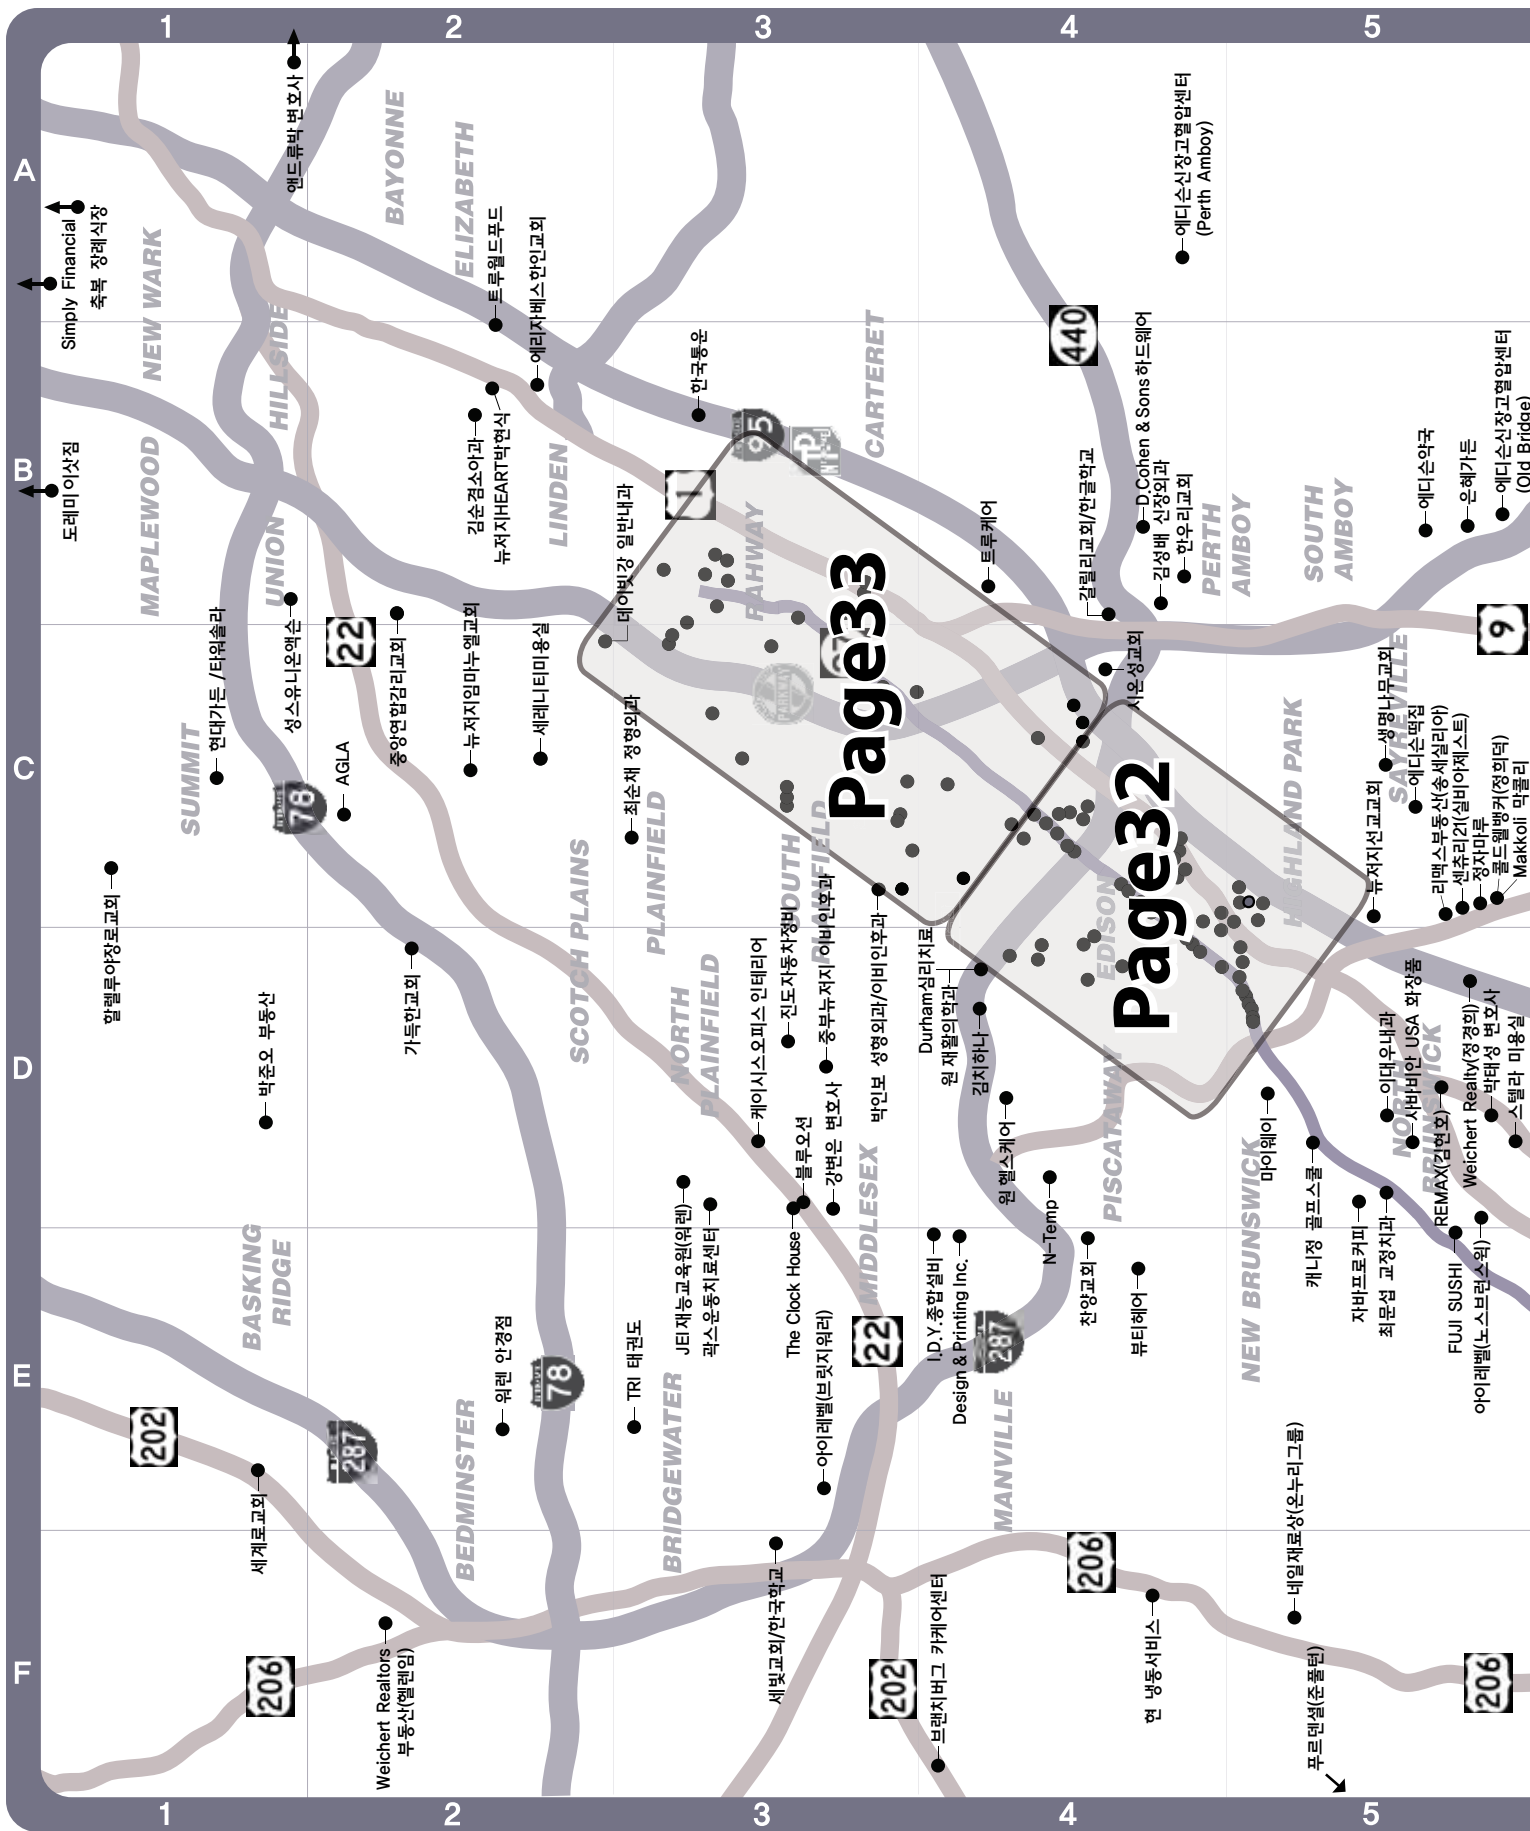 1
2
3
4
5
A
B
C
D
E
F
앤드류박 변호사
BAYONNE
ELIZABETH
에디슨신장고혈압센터
(Perth Amboy)
Simply Financial
축복 장례식장
NEW WARK
HILLSIDE
트루월드푸드
에리자베스한인교회
한국통운
CARTERET
440
D.Cohen & Sons 하드웨어
에디슨신장고혈압센터
(Old Bridge)
도레미 이삿짐
MAPLEWOOD
UNION
김순겸소아과
뉴저지HEART박현식
LINDEN
데이빗강 일반내과
1
95
트루케어
갈릴리교회/한글학교
김성배 신장외과
한우리교회
PERTH
AMBOY
SOUTH
AMBOY
에디슨약국
은혜가든
현대가든 /타워솔라
성스유니온액슨
22
중앙연합감리교회
뉴저지임마누엘교회
세레니티미용실
Page33
시온성교회
9
SUMMIT
78
AGLA
최순채 정형외과
PLAINFIELD
SCOTCH PLAINS
SOUTH
PLAINFIELD
PARKWAY
Page32
HIGHLAND PARK
SAYREVILLE
생명나무교회
에디슨떡집
뉴저지선교교회
리맥스부동산(송세실리아)
센츄리21(실비아제스트)
정자마루
콜드웰뱅커(정희덕)
Makkoli 막콜리
할렐루야장로교회
박준오 부동산
가득한교회
NORTH
PLAINFIELD
케이시스오피스 인테리어
진도자동차정비
중부뉴저지 이비인후과
박인보 성형외과/이비인후과
Durham심리치료
원 재활의학과
김치하나
EDISON
블루오션
강변은 변호사
MIDDLESEX
원 헬스케어
N-Temp
PISCATAWAY
마이웨이
캐니정 골프스쿨
이대우내과
사바비안 USA 화장품
NORTH
BRUNSWICK
REMAX(김현호)
Weichert Realty(정경희)
박태성 변호사
스텔라 미용실
BASKING
RIDGE
JEI재능교육원(워렌)
곽스운동치료센터
The Clock House
아이레벨(브릿지워러)
22
I.D.Y.종합설비
Design & Printing Inc.
287
찬양교회
뷰티헤어
NEW BRUNSWICK
자바프로커피
최문섭 교정치과
FUJI SUSHI
아이레벨(노스브런스윅)
202
287
BEDMINSTER
워렌 안경점
78
TRI 태권도
BRIDGEWATER
MANVILLE
세계로교회
네일재료상(온누리그룹)
206
Weichert Realtors
부동산(헬렌임)
세빛교회/한국학교
202
브랜치버그 카케어센터
206
현 냉동서비스
푸르덴셜(준풀턴)
206
1
2
3
4
5